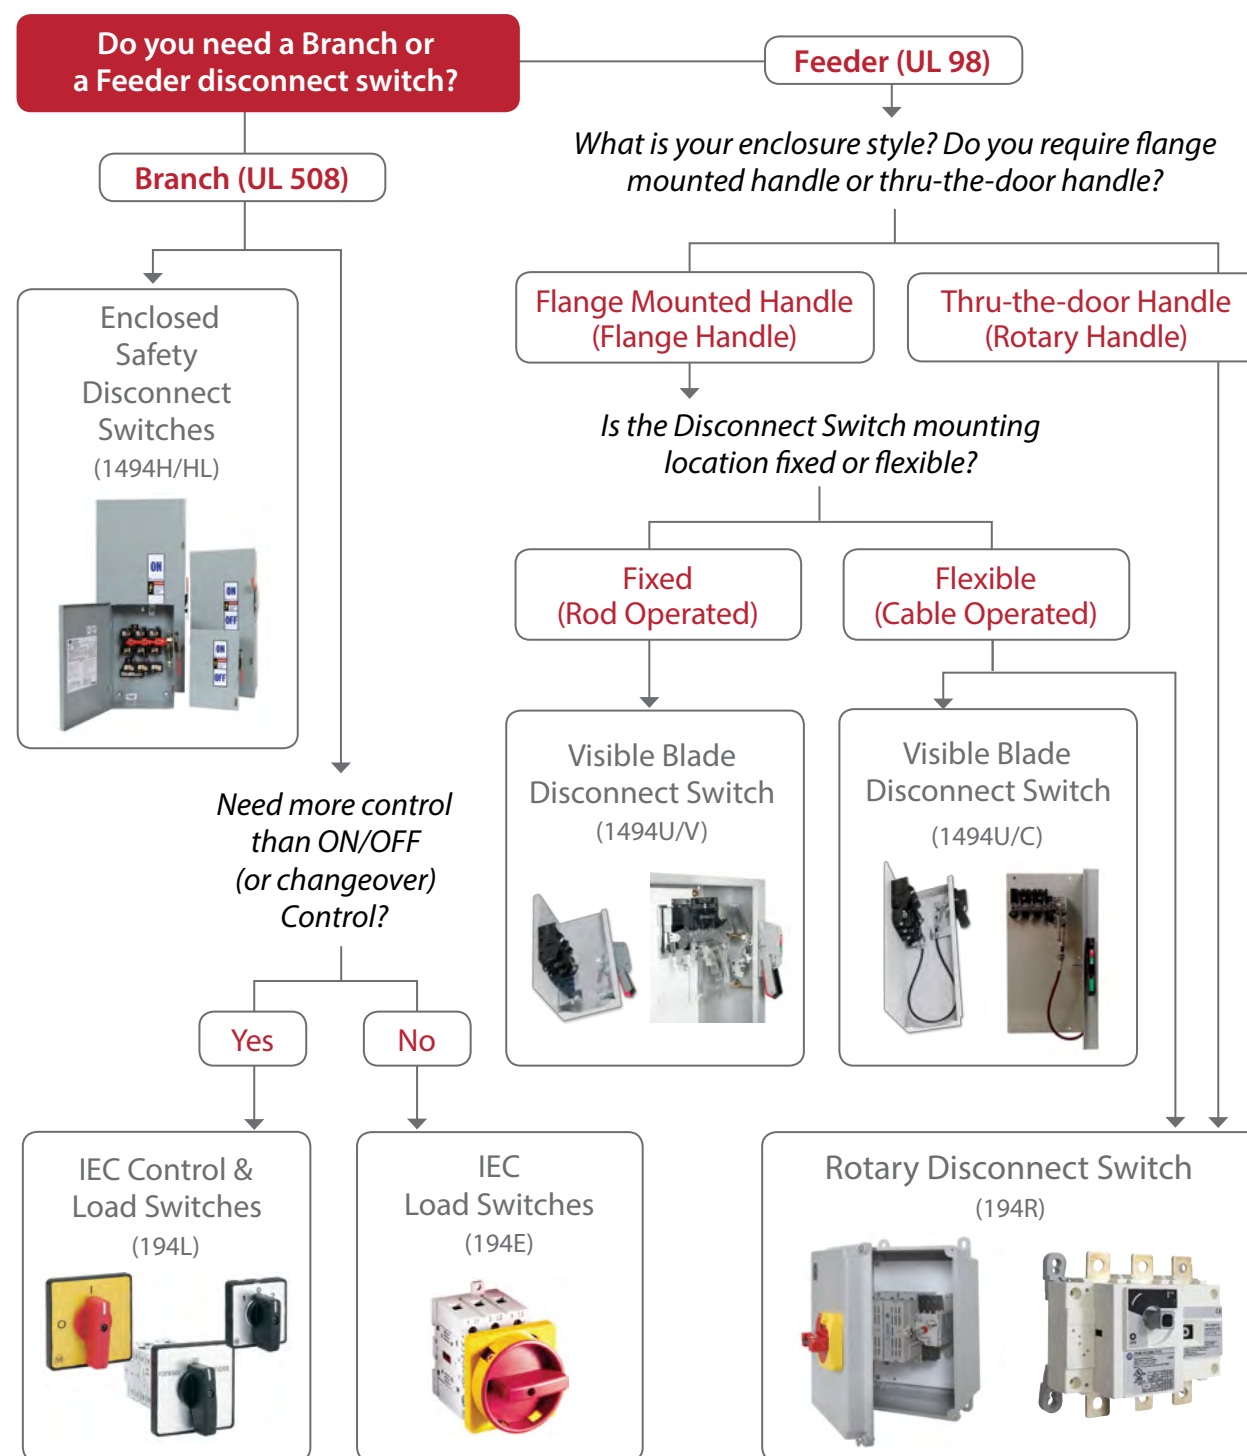 Do you need a Branch or
a Feeder disconnect switch?
Feeder (UL 98)
Branch (UL 508)
What is your enclosure style? Do you require flange
mounted handle or thru-the-door handle?
Flange Mounted Handle
(Flange Handle)
Thru-the-door Handle
(Rotary Handle)
Enclosed
Safety
Disconnect
Switches
(1494H/HL)
ON
ON
OFF
ON
OFF
Is the Disconnect Switch mounting
location fixed or flexible?
Fixed
(Rod Operated)
Flexible
(Cable Operated)
Visible Blade
Disconnect Switch
(1494U/V)
Visible Blade
Disconnect Switch
(1494U/C)
Need more control
than ON/OFF
(or changeover)
Control?
Yes
No
IEC Control &
Load Switches
(194L)
IEC
Load Switches
(194E)
Rotary Disconnect Switch
(194R)